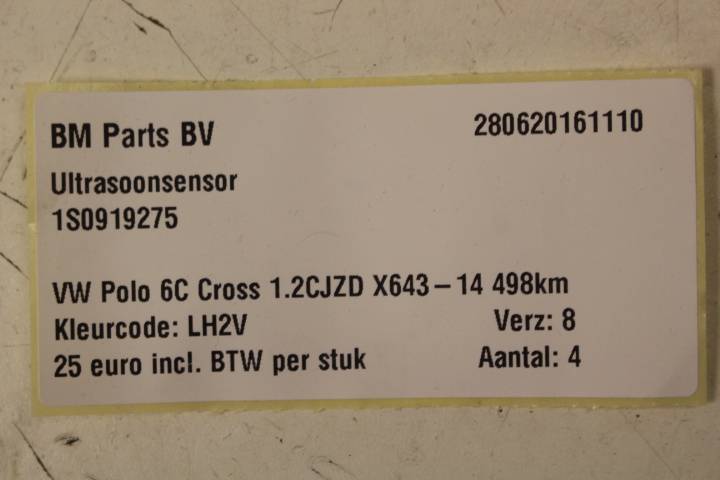 BM Parts BV 280620161110
Ultrasoonsensor
1S0919275
VW Polo 6C Cross 1.2CJZD X643-14 498km
Kleurcode: LH2V Verz: 8
25 euro incl. BTW per stuk Aantal: 4